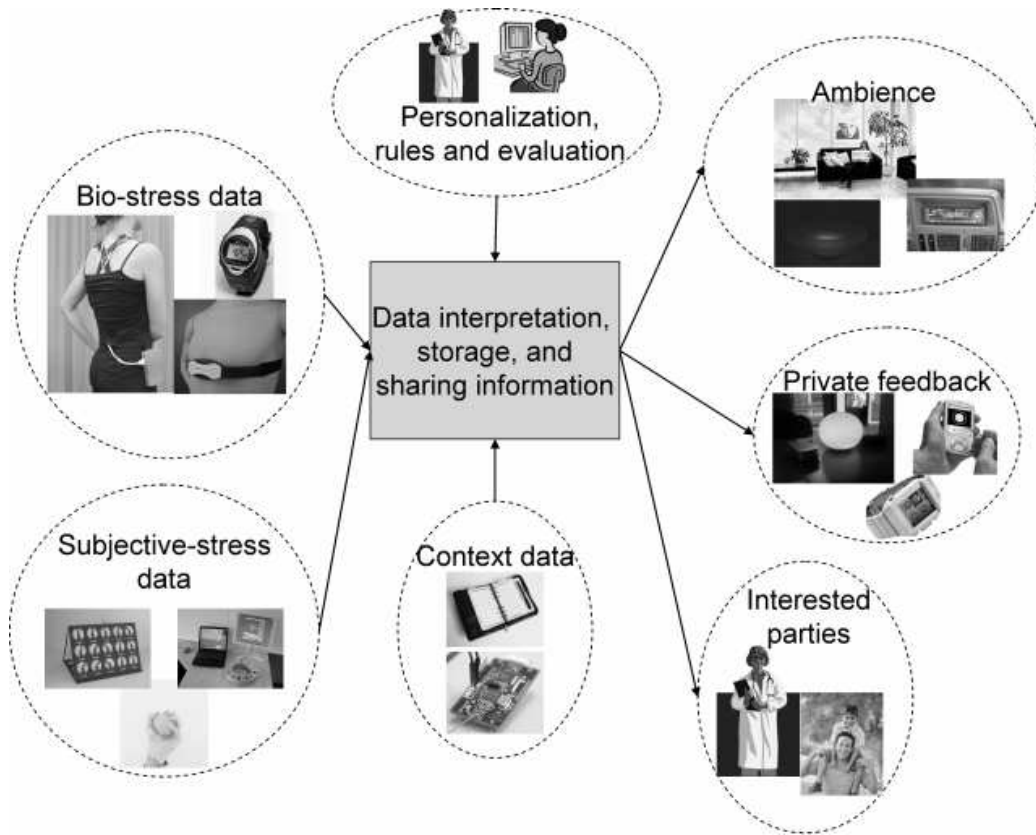 Personalization,
rules and evaluation
Ambience
Bio-stress data
Data interpretation,
storage, and
sharing information
Private feedback
Subjective-stress
data
Context data
Interested
parties